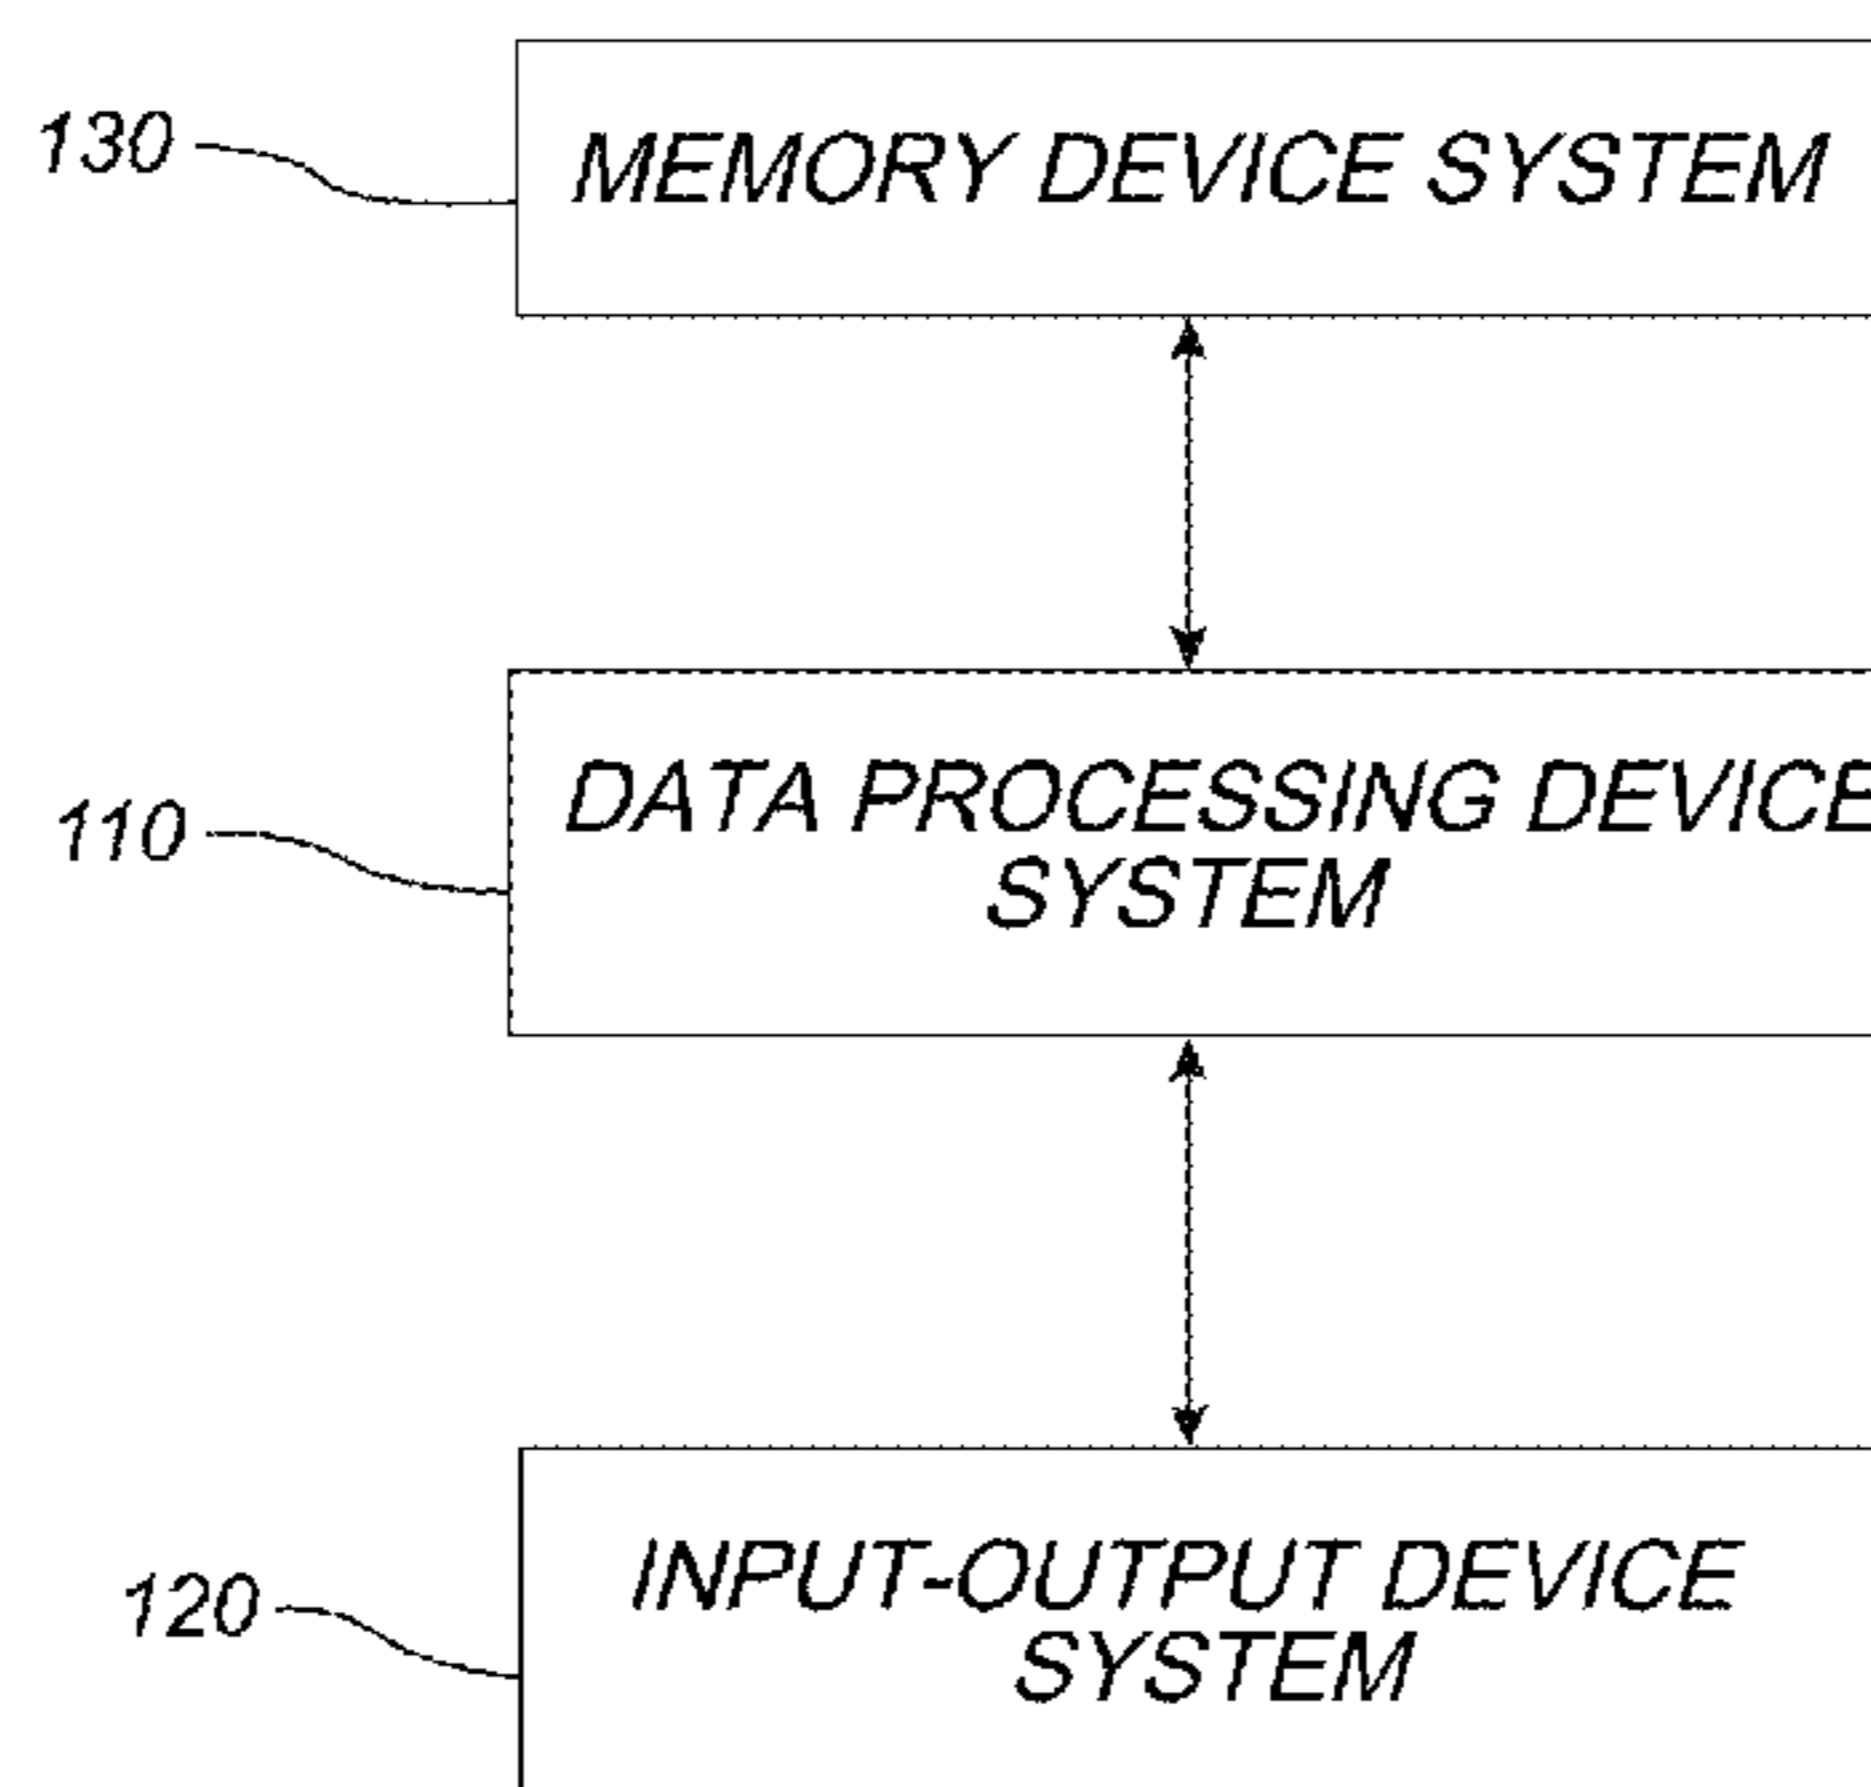 130
MEMORY DEVICE SYSTEM
110
DATA PROCESSING DEVICE
SYSTEM
120
INPUT-OUTPUT DEVICE
SYSTEM